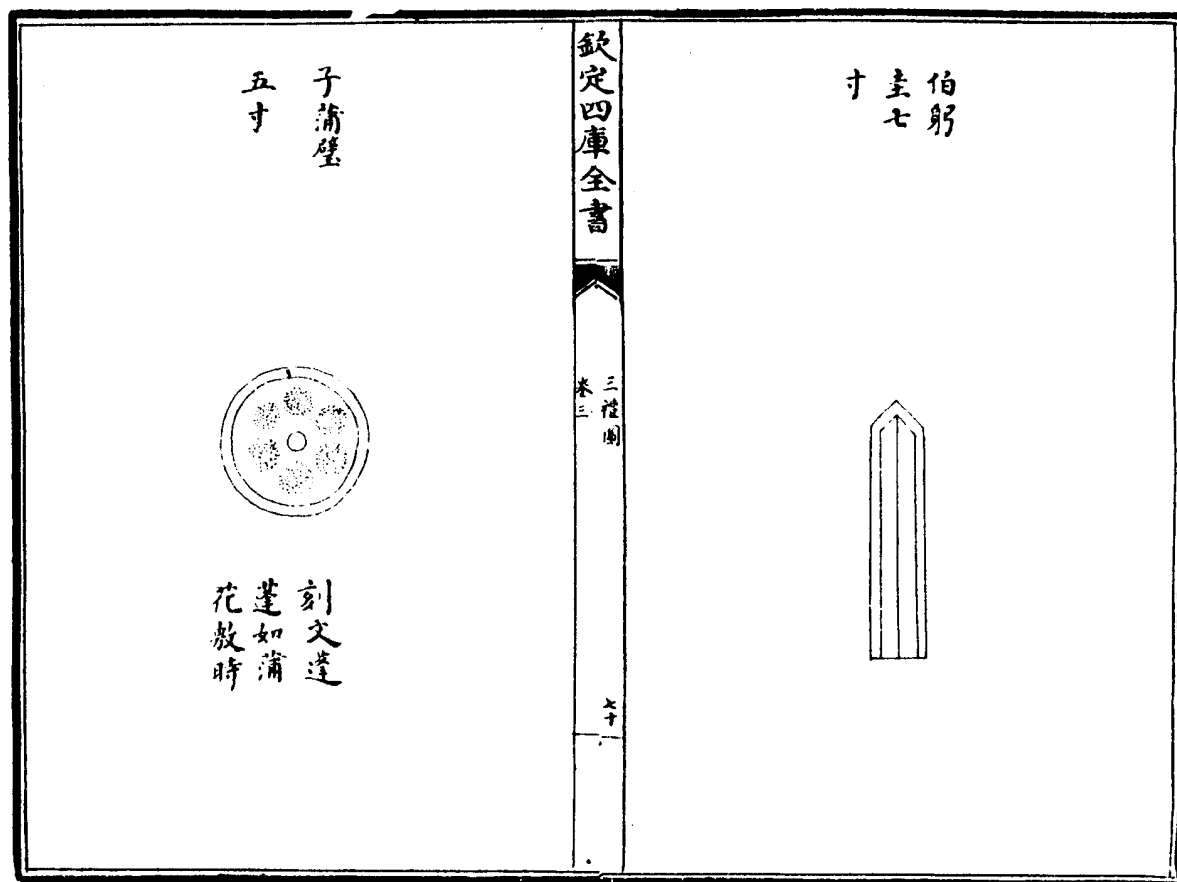 伯躬
圭七
寸
欽定四庫全書
三禮圖
卷三
七十
子蒲璧
五寸
刻文蓬
蓬如蒲
花敷時